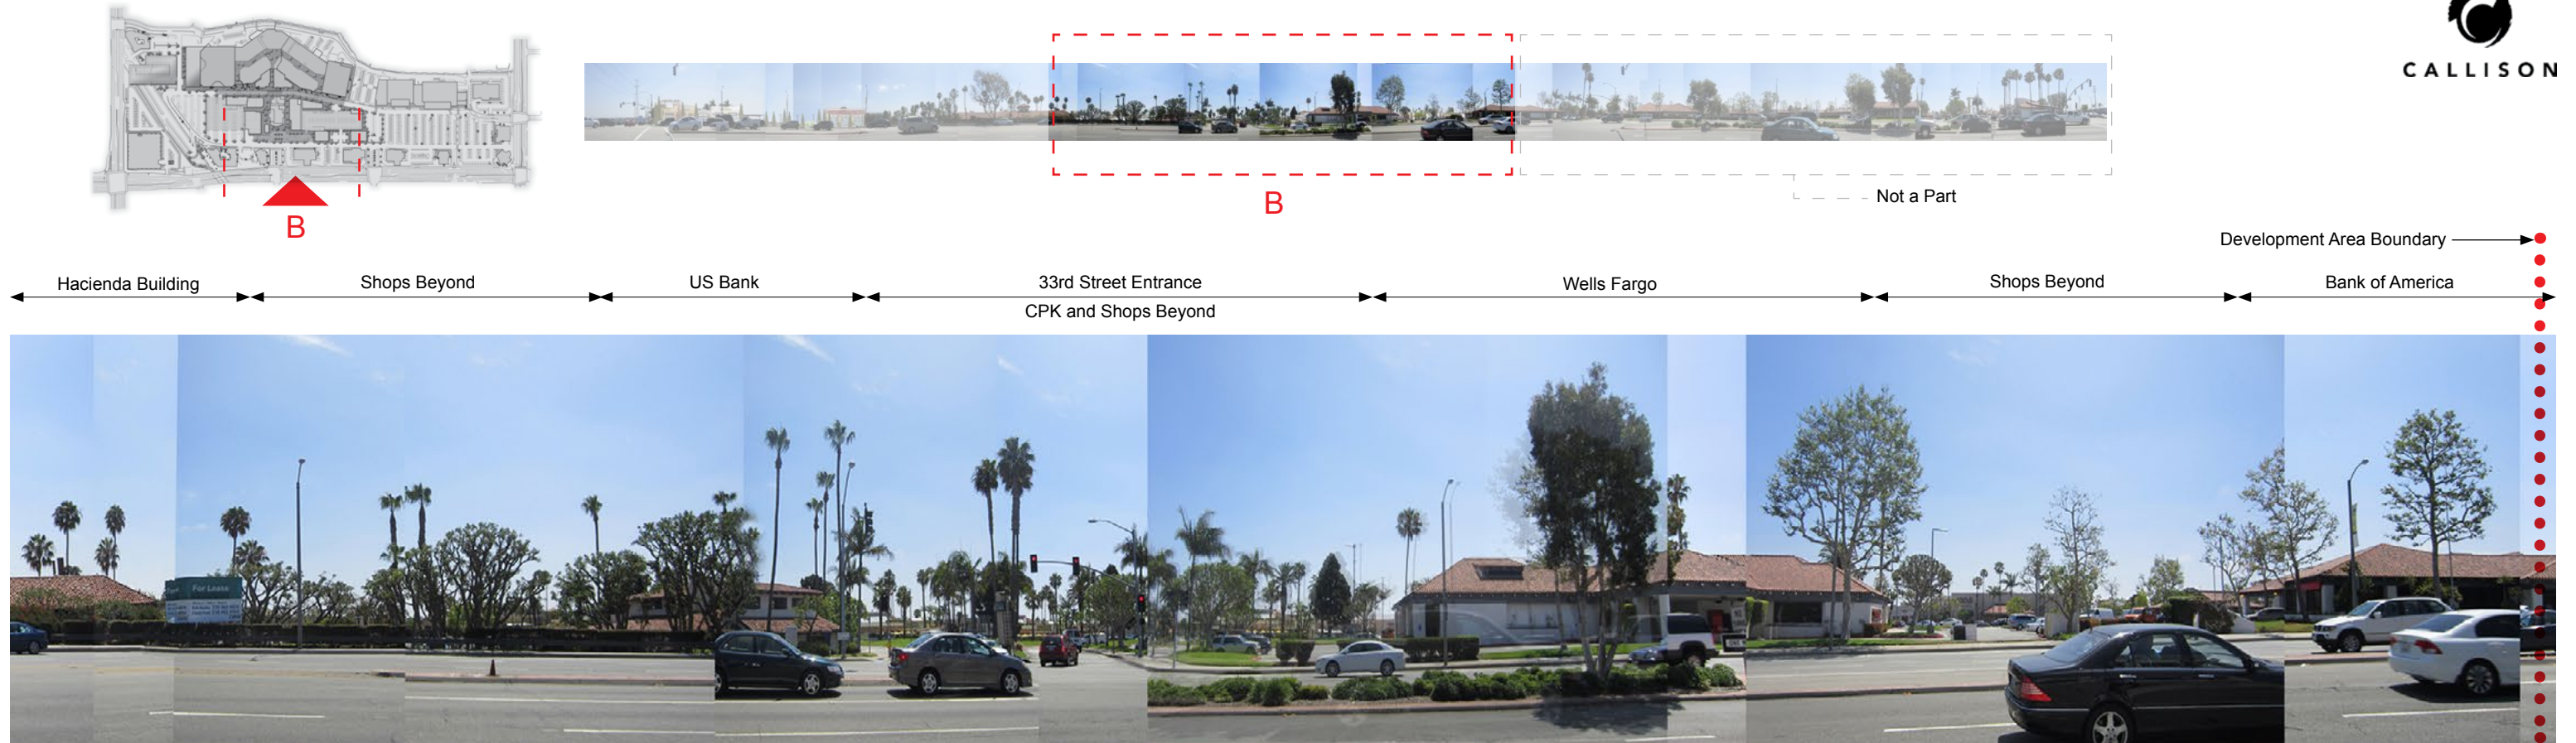 CALLISON
B
B
Not a Part
Development Area Boundary
Hacienda Building
Shops Beyond
US Bank
33rd Street Entrance
CPK and Shops Beyond
Wells Fargo
Shops Beyond
Bank of America
For Lease